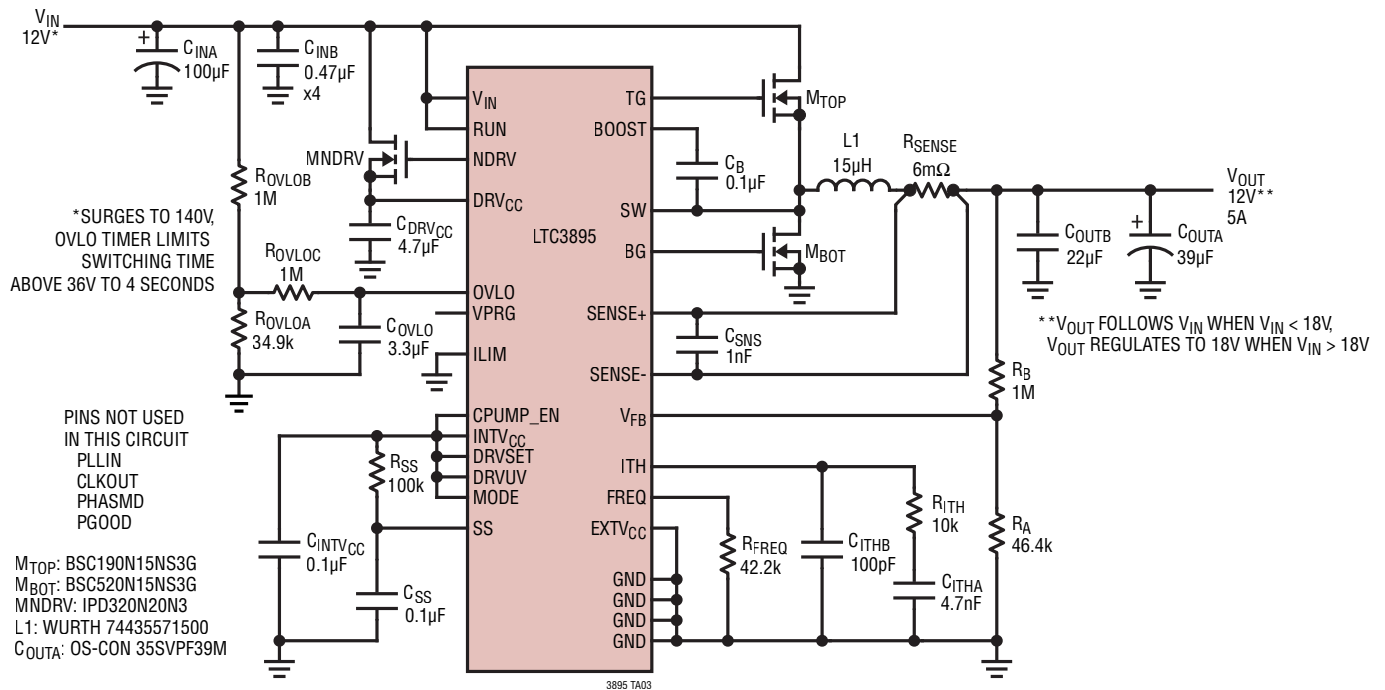 VIN
12V*
+
CINA
100µF
CINB
0.47µF
x4
MNDRV
ROVLOB
1M
*SURGES TO 140V,
OVLO TIMER LIMITS
SWITCHING TIME
ABOVE 36V TO 4 SECONDS
CDRVCC
4.7µF
ROVLOC
1M
ROVLOA
34.9k
COVLO
3.3µF
PINS NOT USED
IN THIS CIRCUIT
PLLIN
CLKOUT
PHASMD
PGOOD
RSS
100k
CINTVCC
0.1µF
CSS
0.1µF
MTOP: BSC190N15NS3G
MBOT: BSC520N15NS3G
MNDRV: IPD320N20N3
L1: WURTH 74435571500
COUTA: OS-CON 35SVPF39M
LTC3895
VIN
RUN
NDRV
DRVCC
OVLO
VPRG
ILIM
CPUMP_EN
INTVCC
DRVSET
DRVUV
MODE
SS
TG
BOOST
SW
BG
SENSE+
SENSE-
VFB
ITH
FREQ
EXTVCC
GND
GND
GND
GND
MTOP
CB
0.1µF
L1
15µH
RSENSE
6mΩ
MBOT
CSNS
1nF
VOUT
12V**
5A
COUTB
22µF
+
COUTA
39µF
**VOUT FOLLOWS VIN WHEN VIN < 18V,
VOUT REGULATES TO 18V WHEN VIN > 18V
RB
1M
RFREQ
42.2k
CITHB
100pF
RITH
10k
CITHA
4.7nF
RA
46.4k
3895 TA03